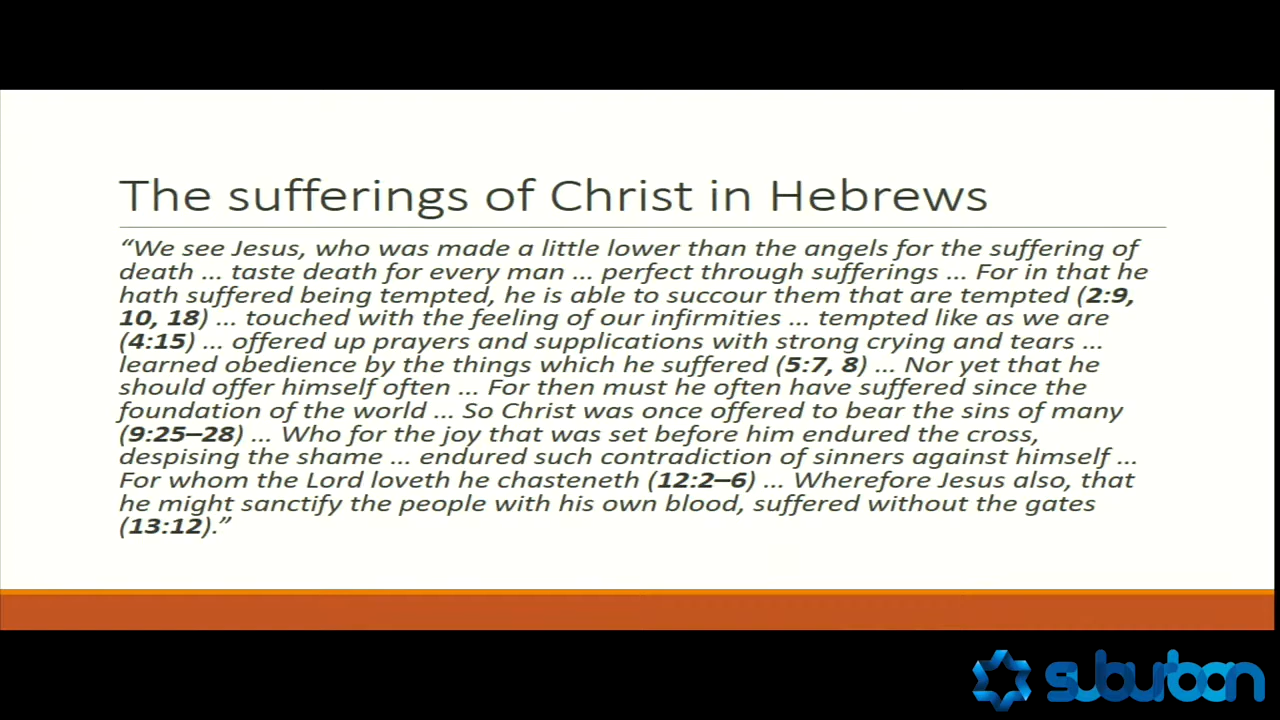 The sufferings of Christ in Hebrews
“We see Jesus, who was made a little lower than the angels for the suffering of
death ... taste death for every man ... perfect through sufferings ... For in that he
hath suffered being tempted, he is able to succour them that are tempted (2:9,
10, 18) ... touched with the feeling of our infirmities ... tempted like as we are
(4:15) ... offered up prayers and supplications with strong crying and tears ...
learned obedience by the things which he suffered (5:7, 8) ... Nor yet that he
should offer himself often ... For then must he often have suffered since the
foundation of the world ... So Christ was once offered to bear the sins of many
(9:25–28) ... Who for the joy that was set before him endured the cross,
despising the shame ... endured such contradiction of sinners against himself ...
For whom the Lord loveth he chasteneth (12:2–6) ... Wherefore Jesus also, that
he might sanctify the people with his own blood, suffered without the gates
(13:12).”
suburban